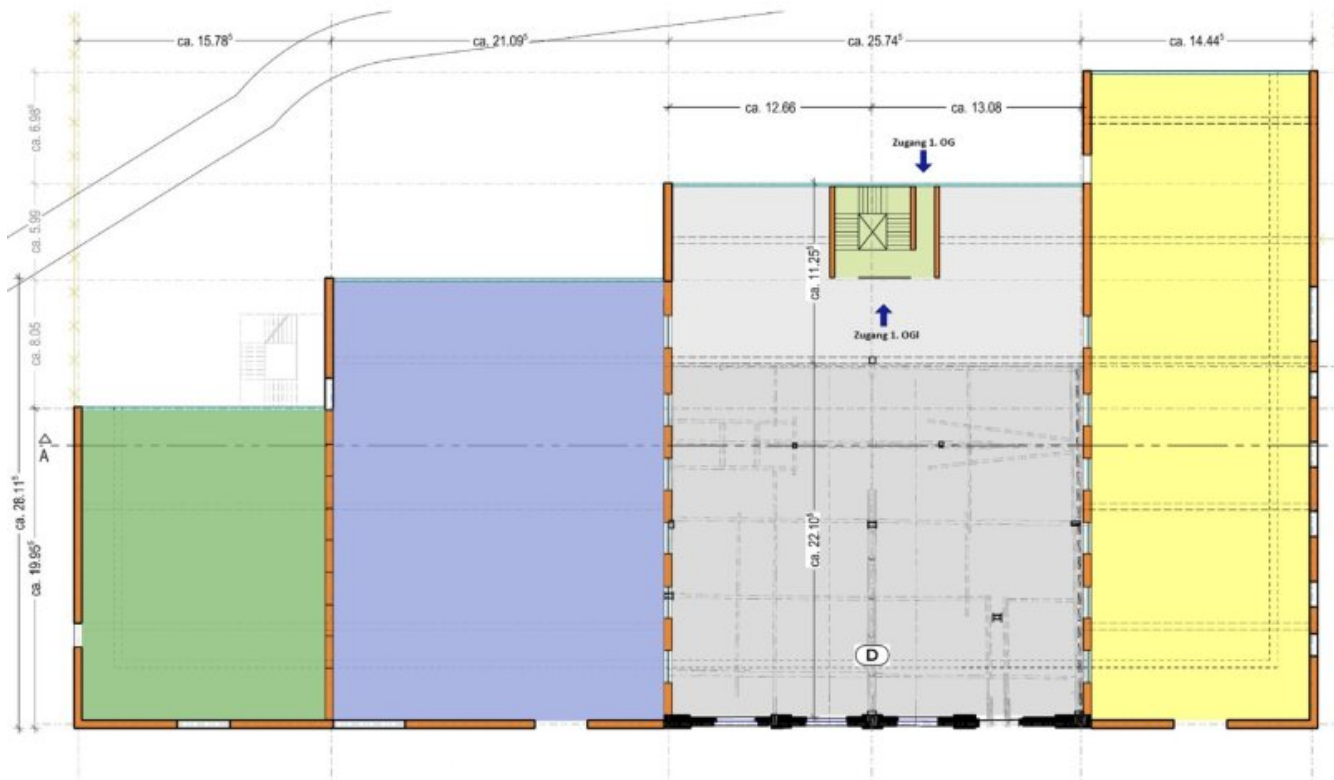 ca. 15.78⁵
ca. 21.09⁵
ca. 25.74⁵
ca. 14.44⁵
ca. 12.66
ca. 13.08
ca. 6.98⁵
Zugang 1. OG
ca. 5.99
ca. 11.25⁵
ca. 8.05
Zugang 1. OGI
A
ca. 28.11⁵
ca. 19.95⁵
ca. 22.10⁵
D